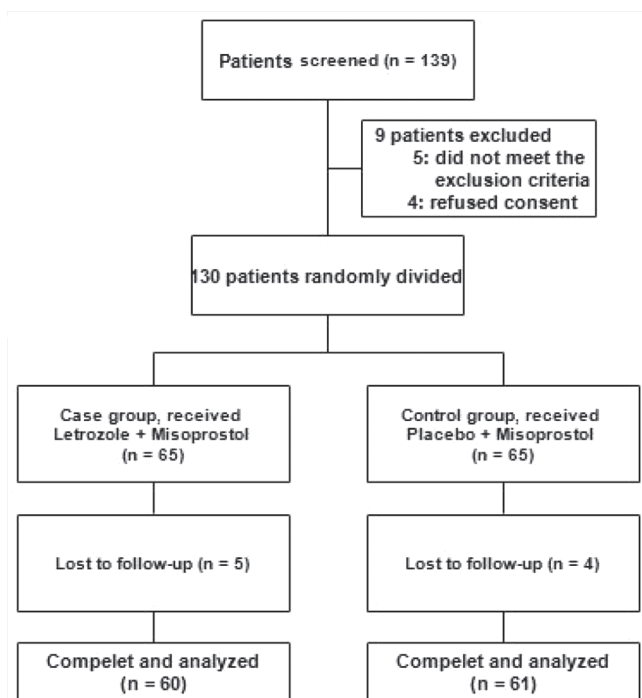 Patients screened (n = 139)
9 patients excluded
5: did not meet the
exclusion criteria
4: refused consent
130 patients randomly divided
Case group, received
Letrozole + Misoprostol
(n = 65)
Control group, received
Placebo + Misoprostol
(n = 65)
Lost to follow-up (n = 5)
Lost to follow-up (n = 4)
Compelet and analyzed
(n = 60)
Compelet and analyzed
(n = 61)